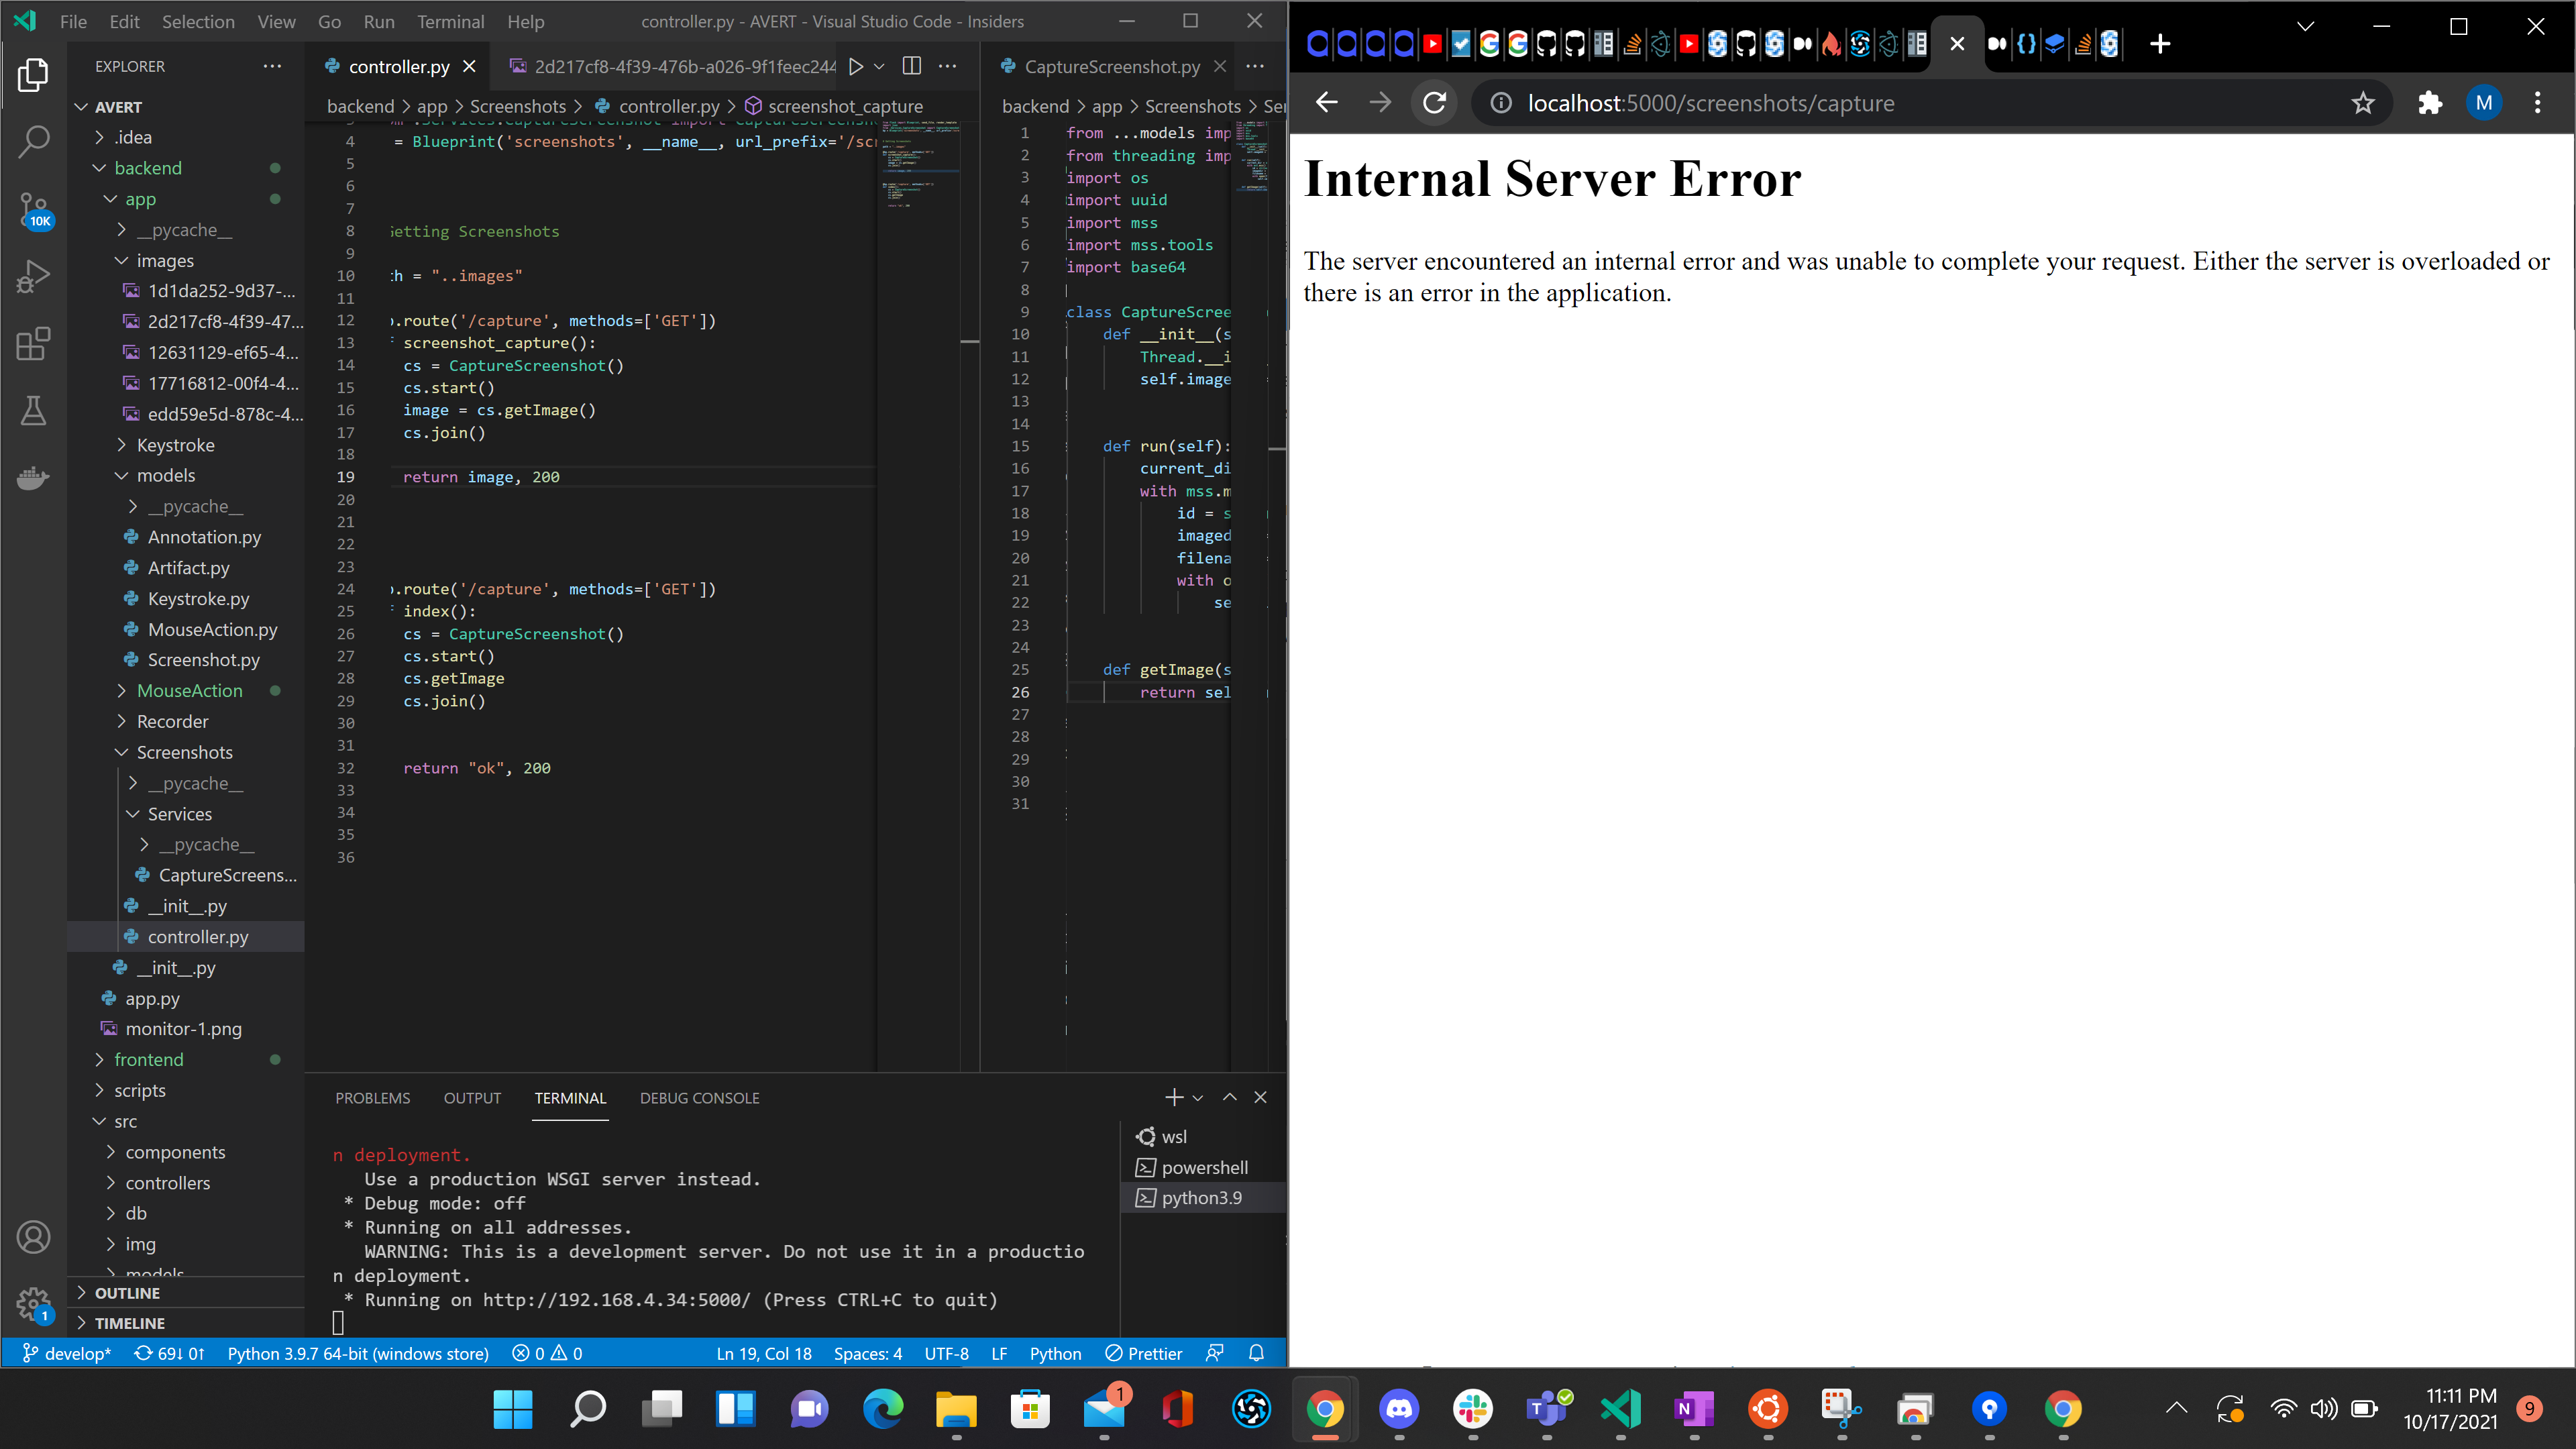 File Edit Selection View Go Run Terminal Help
controller.py - AVERT - Visual Studio Code - Insiders
EXPLORER
AVERT
.idea
backend
app
__pycache__
images
1d1da252-9d37-...
2d217cf8-4f39-47...
12631129-ef65-4...
17716812-00f4-4...
edd59e5d-878c-4...
Keystroke
models
__pycache__
Annotation.py
Artifact.py
Keystroke.py
MouseAction.py
Screenshot.py
MouseAction
Recorder
Screenshots
__pycache__
Services
__pycache__
CaptureScreens...
__init__.py
controller.py
__init__.py
app.py
monitor-1.png
frontend
scripts
src
components
controllers
db
img
models
OUTLINE
TIMELINE
10K
1
controller.py
2d217cf8-4f39-476b-a026-9f1feec244
backend > app > Screenshots > controller.py > screenshot_capture
4 = Blueprint('screenshots', __name__, url_prefix='/scr
5
6
7
8 Getting Screenshots
9
10 th = "..images"
11
12 .route('/capture', methods=['GET'])
13 screenshot_capture():
14 cs = CaptureScreenshot()
15 cs.start()
16 image = cs.getImage()
17 cs.join()
18
19 return image, 200
20
21
22
23
24 .route('/capture', methods=['GET'])
25 index():
26 cs = CaptureScreenshot()
27 cs.start()
28 cs.getImage
29 cs.join()
30
31
32 return "ok", 200
33
34
35
36
CaptureScreenshot.py
backend > app > Screenshots > Ser
1 from ...models imp
2 from threading imp
3 import os
4 import uuid
5 import mss
6 import mss.tools
7 import base64
8
9 class CaptureScree
10 def __init__(s
11 Thread.__i
12 self.image
13
14
15 def run(self):
16 current_di
17 with mss.m
18 id = s
19 imaged
20 filena
21 with o
22 se
23
24
25 def getImage(s
26 return sel
27
28
29
30
31
PROBLEMS OUTPUT TERMINAL DEBUG CONSOLE
n deployment.
Use a production WSGI server instead.
* Debug mode: off
* Running on all addresses.
WARNING: This is a development server. Do not use it in a productio
n deployment.
* Running on http://192.168.4.34:5000/ (Press CTRL+C to quit)
wsl
powershell
python3.9
develop* 69↓ 0↑ Python 3.9.7 64-bit (windows store) 0 0 Ln 19, Col 18 Spaces: 4 UTF-8 LF Python Prettier
localhost:5000/screenshots/capture
M
Internal Server Error
The server encountered an internal error and was unable to complete your request. Either the server is overloaded or
there is an error in the application.
1
11:11 PM
10/17/2021
9